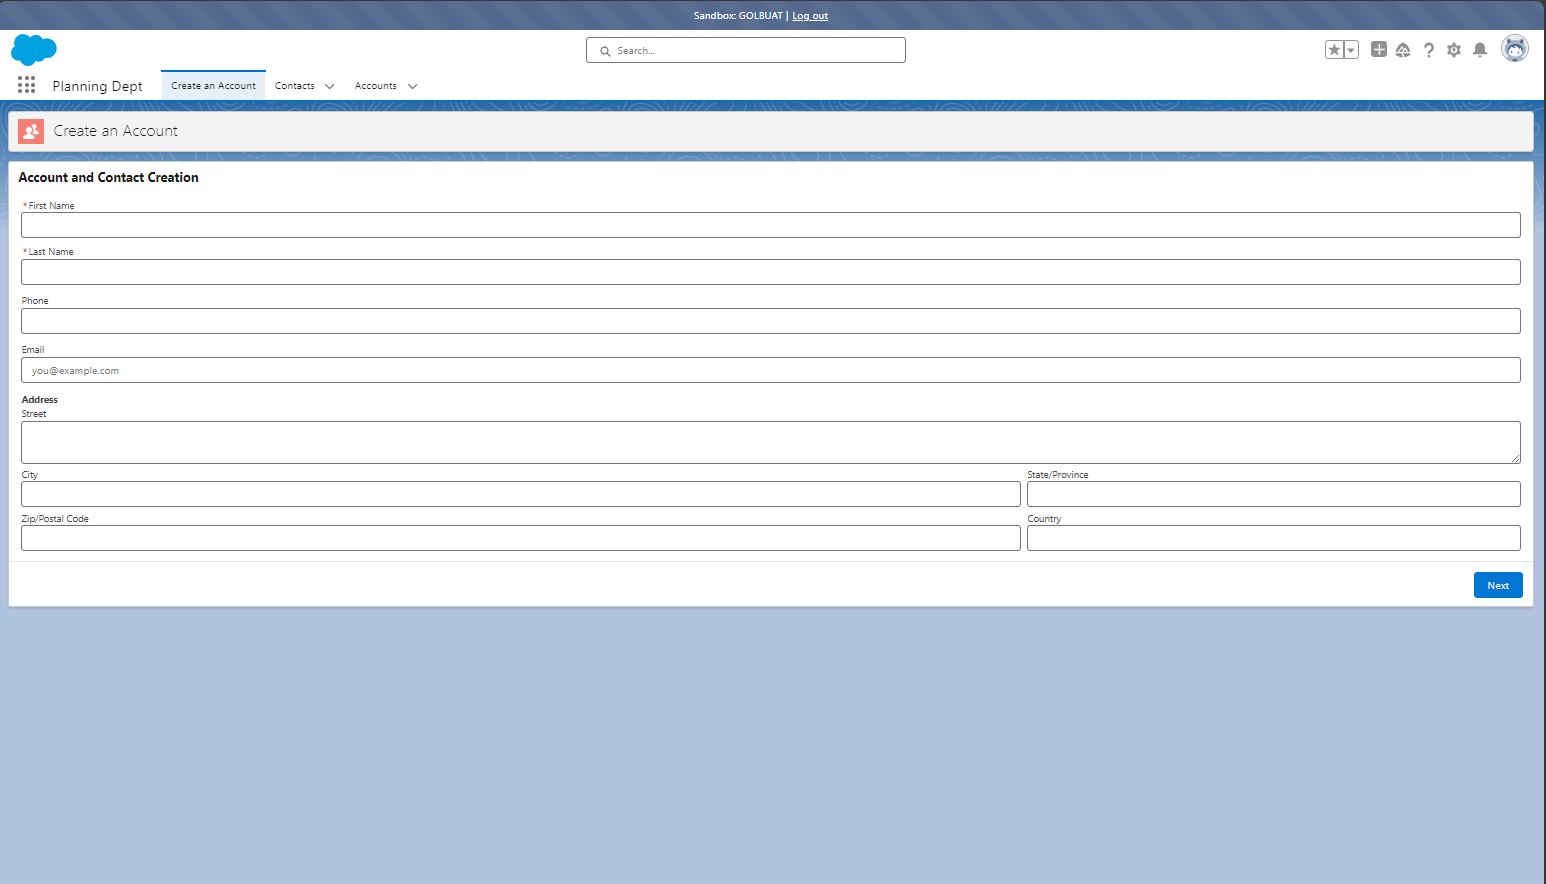 Sandbox: GOLBUAT | Log out
Search...
Planning Dept
Create an Account
Contacts
Accounts
Create an Account
Account and Contact Creation
*First Name
*Last Name
Phone
Email
you@example.com
Address
Street
City
State/Province
Zip/Postal Code
Country
Next